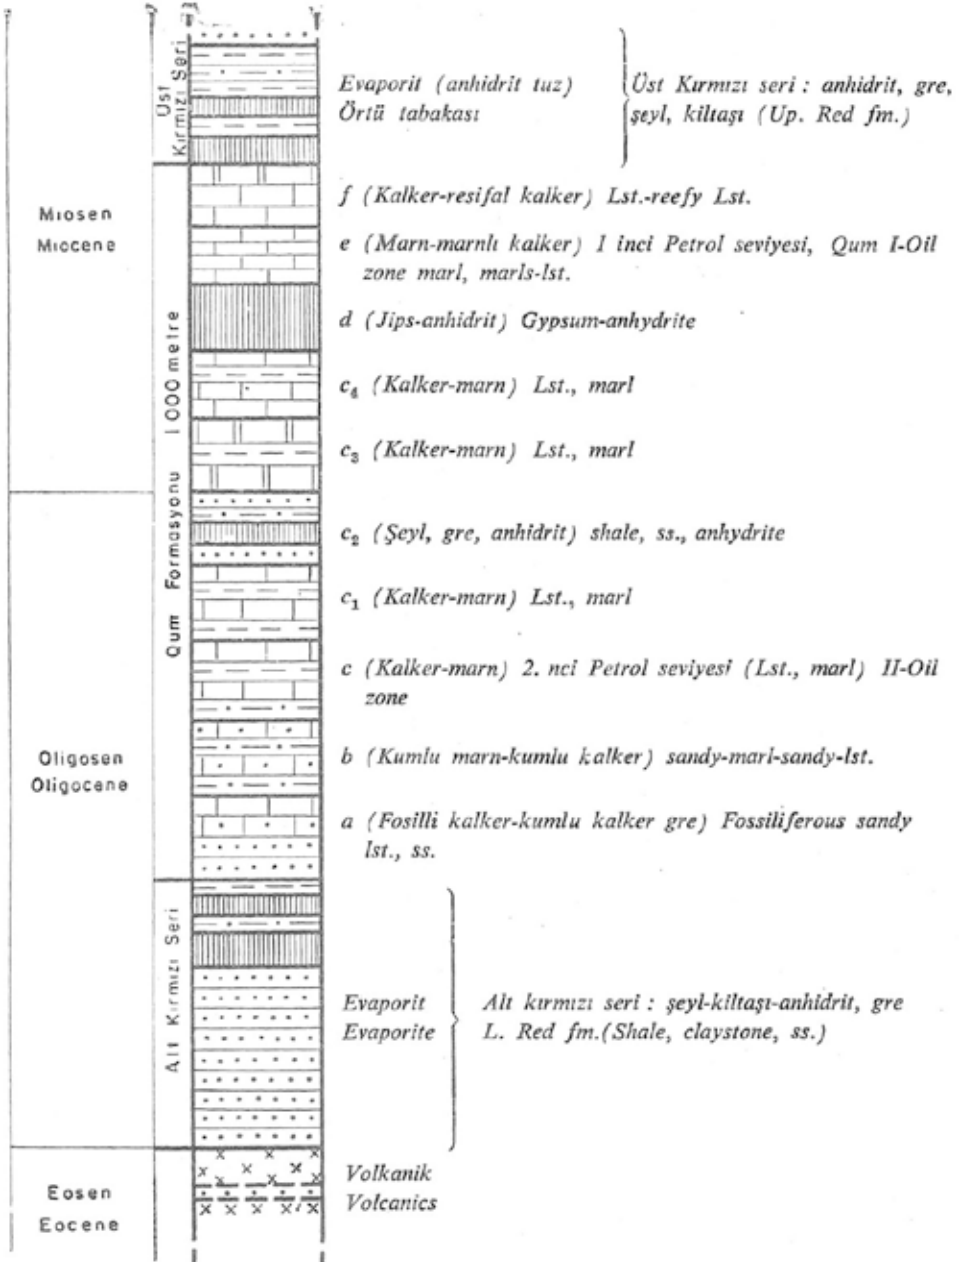 Üst
Kırmızı Seri
Evaporit (anhidrit tuz)
Örtü tabakası
Üst Kırmızı seri : anhidrit, gre,
şeyl, kiltaşı (Up. Red fm.)
Miosen
Miocene
Qum Formasyonu 1000 metre
f (Kalker-resifal kalker) Lst.-reefy Lst.
e (Marn-marnlı kalker) 1 inci Petrol seviyesi, Qum I-Oil
zone marl, marls-lst.
d (Jips-anhidrit) Gypsum-anhydrite
c₄ (Kalker-marn) Lst., marl
c₃ (Kalker-marn) Lst., marl
c₂ (Şeyl, gre, anhidrit) shale, ss., anhydrite
c₁ (Kalker-marn) Lst., marl
c (Kalker-marn) 2. nci Petrol seviyesi (Lst., marl) II-Oil
zone
Oligosen
Oligocene
b (Kumlu marn-kumlu kalker) sandy-marl-sandy-lst.
a (Fosilli kalker-kumlu kalker gre) Fossiliferous sandy
lst., ss.
Alt Kırmızı Seri
Evaporit
Evaporite
Alt kırmızı seri : şeyl-kiltaşı-anhidrit, gre
L. Red fm.(Shale, claystone, ss.)
Eosen
Eocene
Volkanik
Volcanics